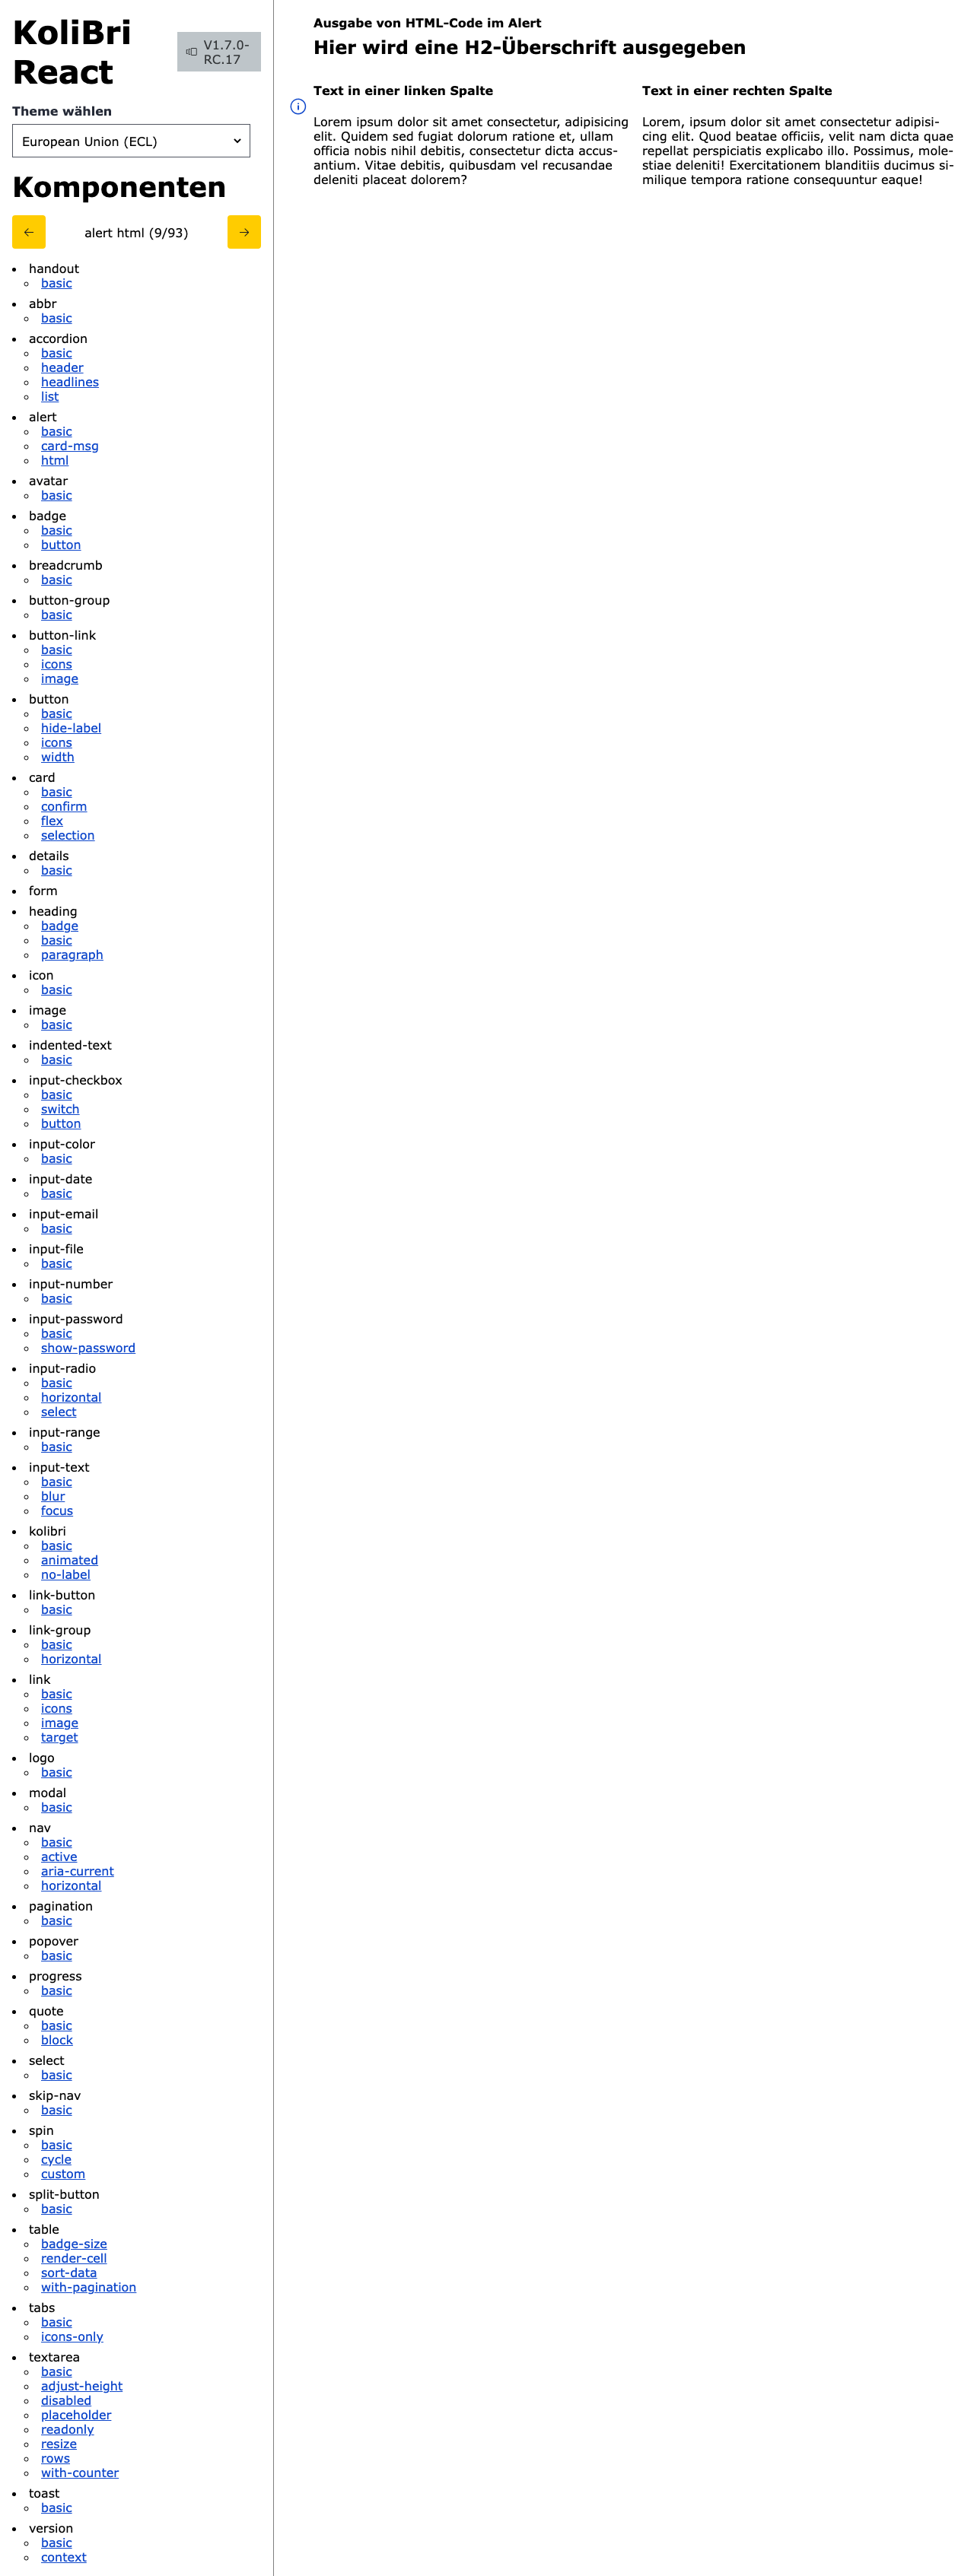 KoliBri
React
V1.7.0-
RC.17
Theme wählen
European Union (ECL)
Komponenten
alert html (9/93)
handout
basic
abbr
basic
accordion
basic
header
headlines
list
alert
basic
card-msg
html
avatar
basic
badge
basic
button
breadcrumb
basic
button-group
basic
button-link
basic
icons
image
button
basic
hide-label
icons
width
card
basic
confirm
flex
selection
details
basic
form
heading
badge
basic
paragraph
icon
basic
image
basic
indented-text
basic
input-checkbox
basic
switch
button
input-color
basic
input-date
basic
input-email
basic
input-file
basic
input-number
basic
input-password
basic
show-password
input-radio
basic
horizontal
select
input-range
basic
input-text
basic
blur
focus
kolibri
basic
animated
no-label
link-button
basic
link-group
basic
horizontal
link
basic
icons
image
target
logo
basic
modal
basic
nav
basic
active
aria-current
horizontal
pagination
basic
popover
basic
progress
basic
quote
basic
block
select
basic
skip-nav
basic
spin
basic
cycle
custom
split-button
basic
table
badge-size
render-cell
sort-data
with-pagination
tabs
basic
icons-only
textarea
basic
adjust-height
disabled
placeholder
readonly
resize
rows
with-counter
toast
basic
version
basic
context
Ausgabe von HTML-Code im Alert
Hier wird eine H2-Überschrift ausgegeben
Text in einer linken Spalte
Lorem ipsum dolor sit amet consectetur, adipisicing
elit. Quidem sed fugiat dolorum ratione et, ullam
officia nobis nihil debitis, consectetur dicta accus-
antium. Vitae debitis, quibusdam vel recusandae
deleniti placeat dolorem?
Text in einer rechten Spalte
Lorem, ipsum dolor sit amet consectetur adipisi-
cing elit. Quod beatae officiis, velit nam dicta quae
repellat perspiciatis explicabo illo. Possimus, mole-
stiae deleniti! Exercitationem blanditiis ducimus si-
milique tempora ratione consequuntur eaque!